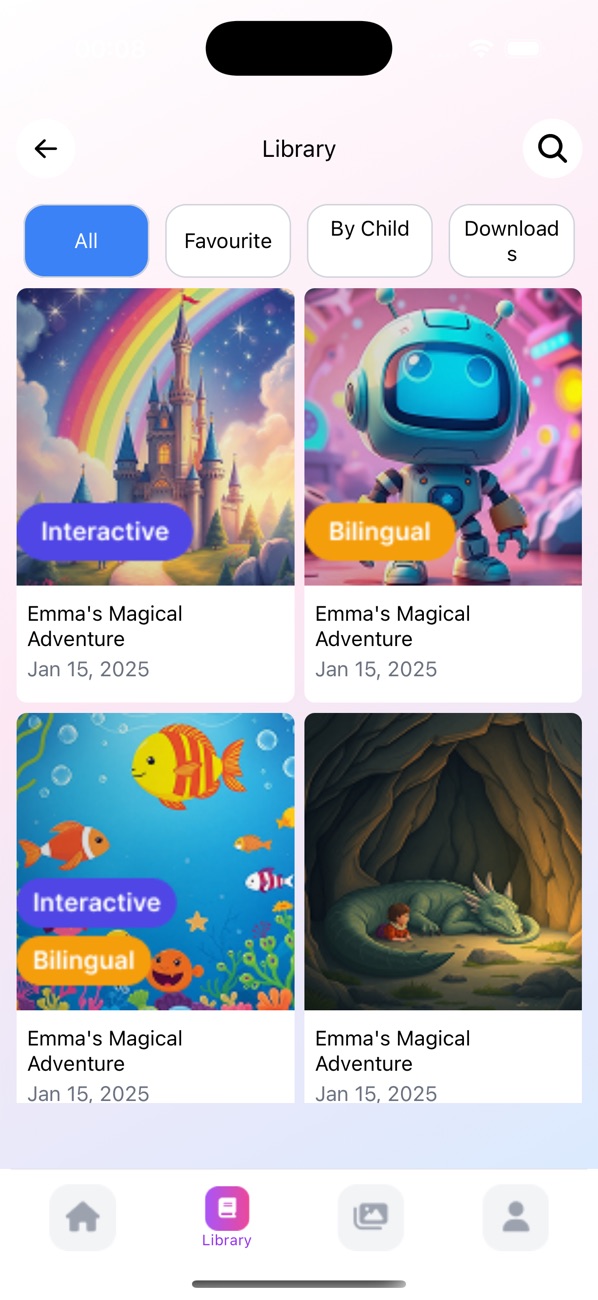 Library
All
Favourite
By Child
Download
s
Interactive
Bilingual
Emma's Magical
Adventure
Jan 15, 2025
Emma's Magical
Adventure
Jan 15, 2025
Interactive
Bilingual
Emma's Magical
Adventure
Jan 15, 2025
Emma's Magical
Adventure
Jan 15, 2025
Library